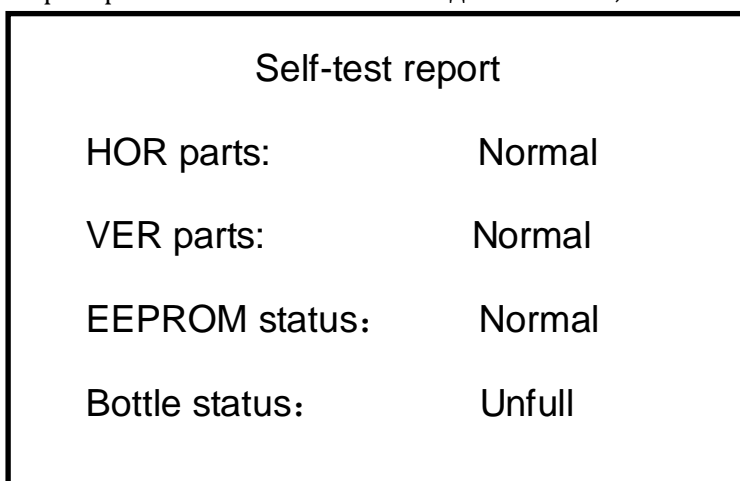 Self-test report
HOR parts: Normal
VER parts: Normal
EEPROM status： Normal
Bottle status： Unfull